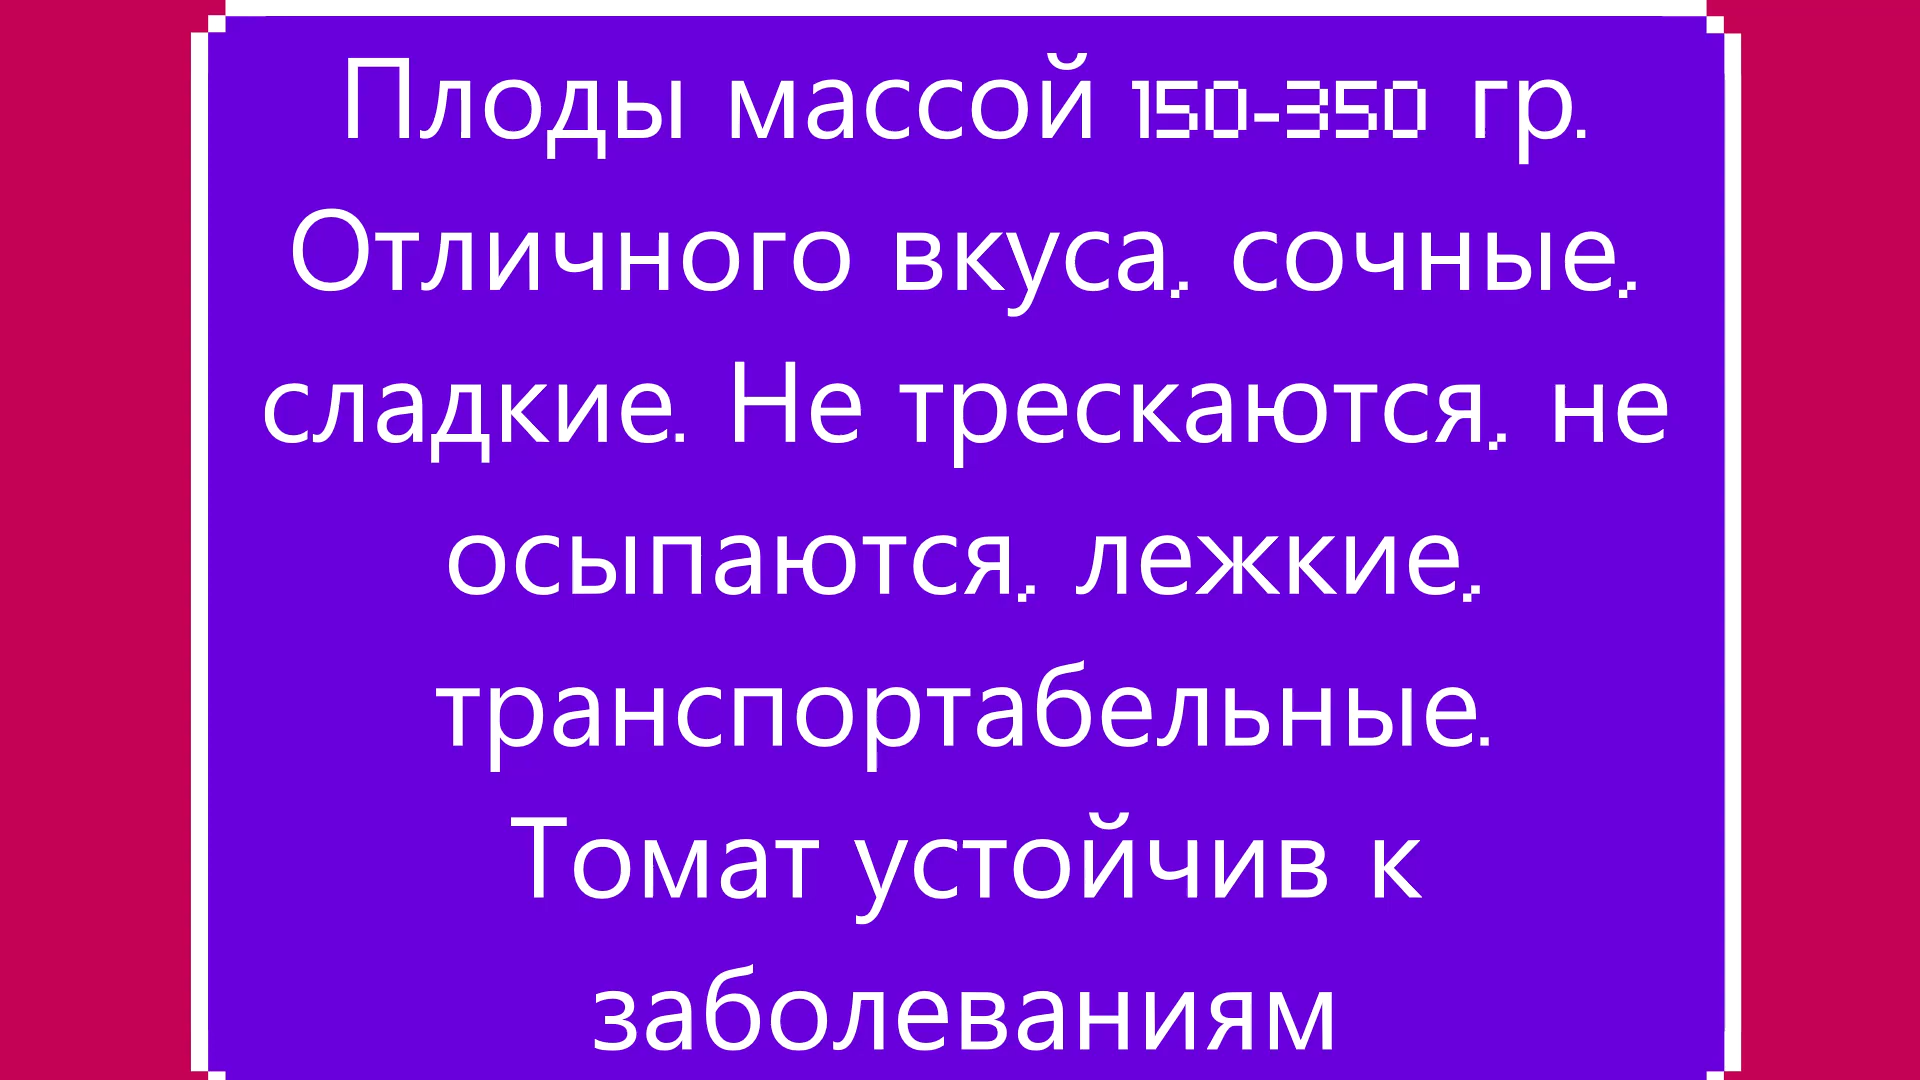 Плоды массой 150-350 гр.
Отличного вкуса, сочные,
сладкие. Не трескаются, не
осыпаются, лежкие,
транспортабельные.
Томат устойчив к
заболеваниям